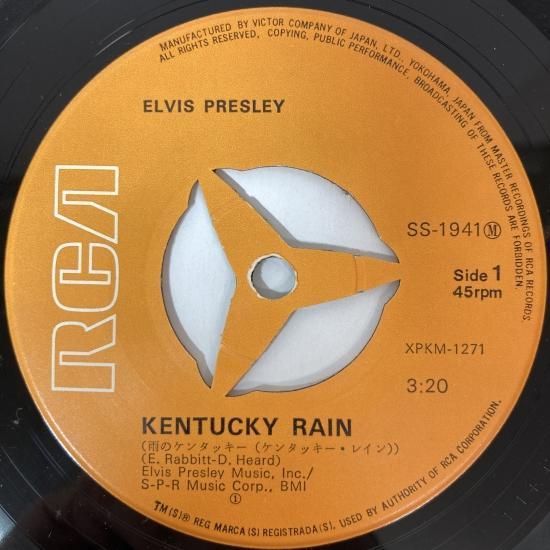 MANUFACTURED BY VICTOR COMPANY OF JAPAN, LTD., YOKOHAMA, JAPAN FROM MASTER RECORDINGS OF RCA RECORDS
ALL RIGHTS RESERVED. COPYING, PUBLIC PERFORMANCE, BROADCASTING OF THESE RECORDS ARE FORBIDDEN.
ELVIS PRESLEY
RCA
SS-1941 Ⓜ
Side 1
45rpm
XPKM-1271
3:20
KENTUCKY RAIN
(雨のケンタッキー (ケンタッキー・レイン))
(E. Rabbitt-D. Heard)
Elvis Presley Music, Inc./
S-P-R Music Corp., BMI
①
TM(S)® REG MARCA(S) REGISTRADA(S). USED BY AUTHORITY OF RCA CORPORATION.